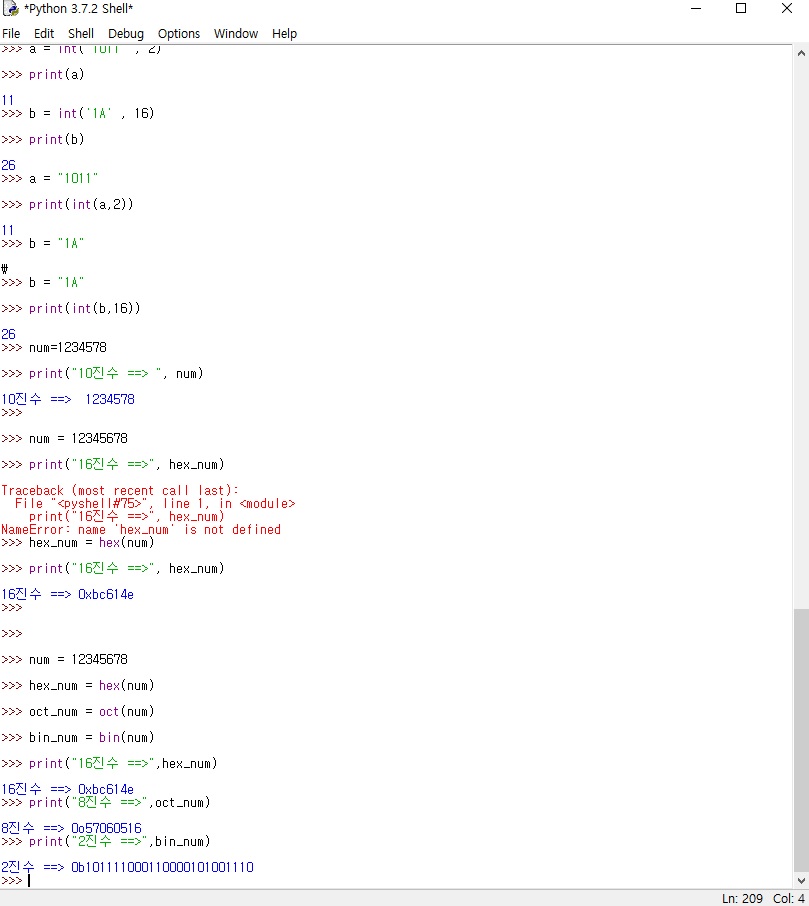 *Python 3.7.2 Shell*
File Edit Shell Debug Options Window Help
>>> a = int( '1011' , 2)
>>> print(a)
11
>>> b = int('1A' , 16)
>>> print(b)
26
>>> a = "1011"
>>> print(int(a,2))
11
>>> b = "1A"
₩
>>> b = "1A"
>>> print(int(b,16))
26
>>> num=1234578
>>> print("10진수 ==> ", num)
10진수 ==>  1234578
>>>
>>> num = 12345678
>>> print("16진수 ==>", hex_num)
Traceback (most recent call last):
  File "<pyshell#75>", line 1, in <module>
    print("16진수 ==>", hex_num)
NameError: name 'hex_num' is not defined
>>> hex_num = hex(num)
>>> print("16진수 ==>", hex_num)
16진수 ==> 0xbc614e
>>>
>>>
>>> num = 12345678
>>> hex_num = hex(num)
>>> oct_num = oct(num)
>>> bin_num = bin(num)
>>> print("16진수 ==>",hex_num)
16진수 ==> 0xbc614e
>>> print("8진수 ==>",oct_num)
8진수 ==> 0o57060516
>>> print("2진수 ==>",bin_num)
2진수 ==> 0b101111000110000101001110
>>>
Ln: 209 Col: 4